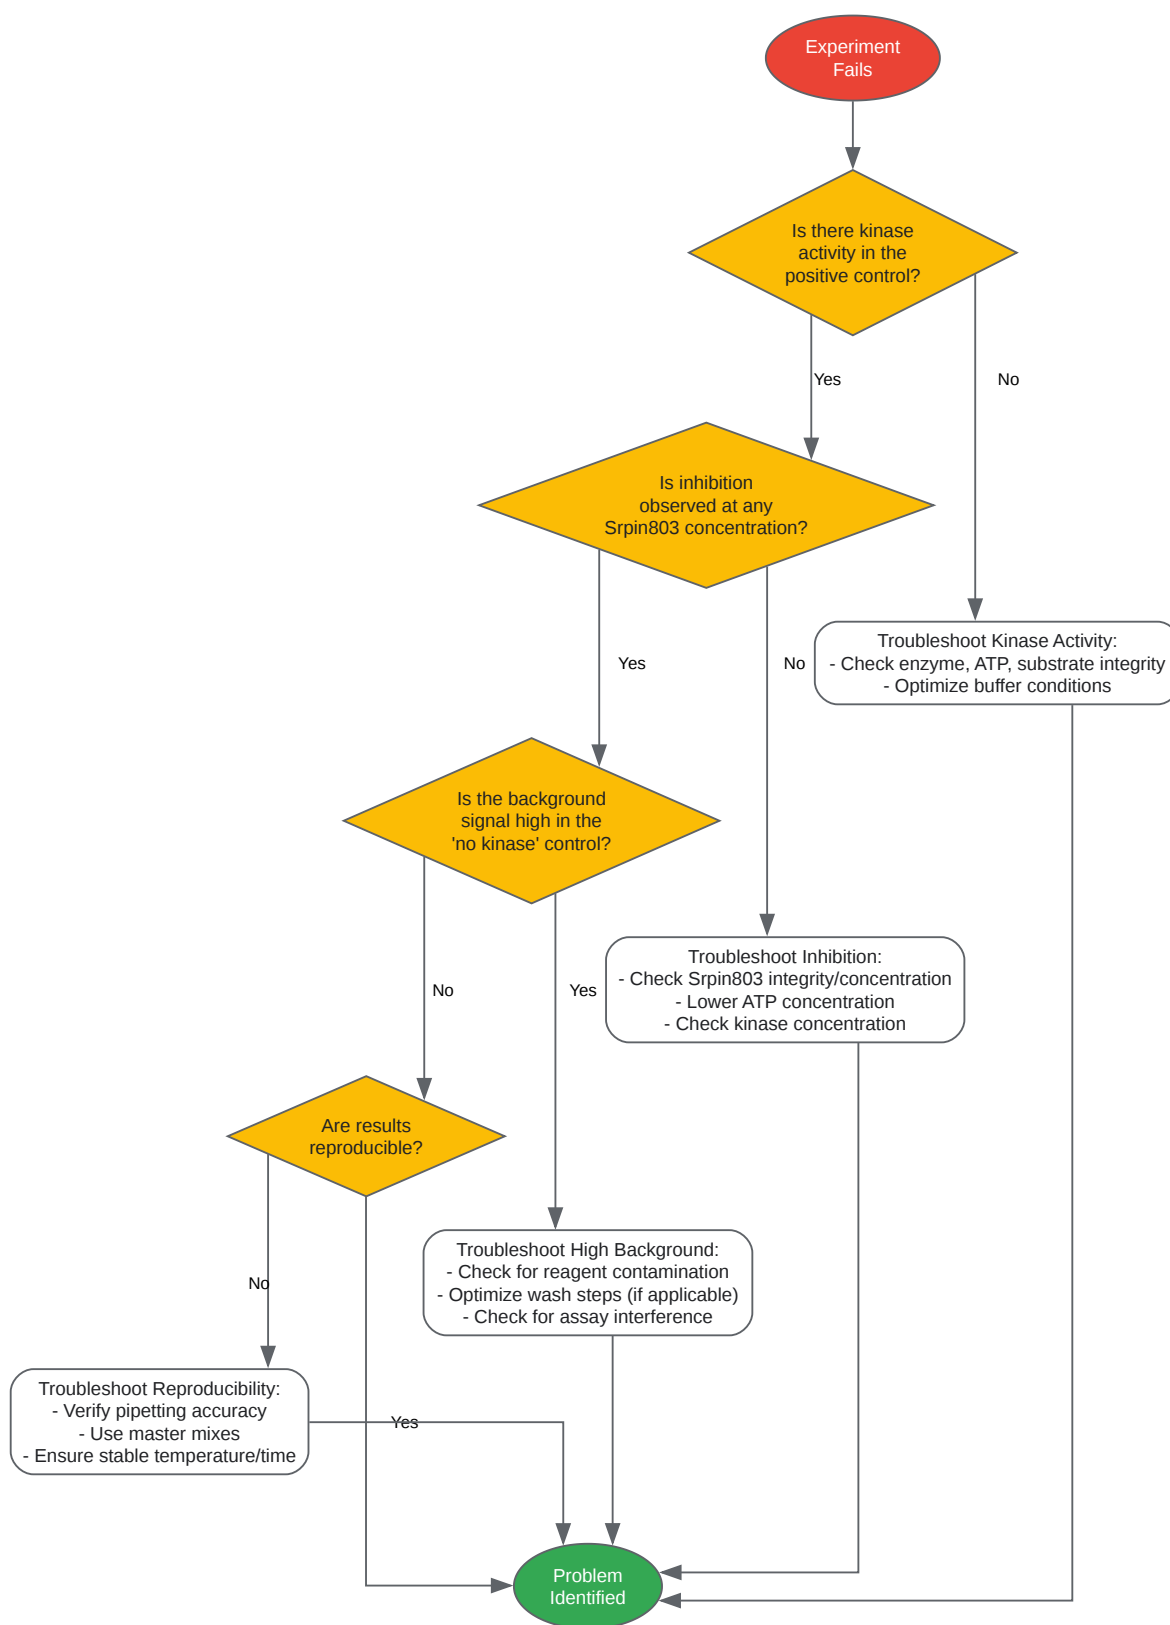 Experiment
Fails
Is there kinase
activity in the
positive control?
Yes
No
Is inhibition
observed at any
Srpin803 concentration?
Troubleshoot Kinase Activity:
- Check enzyme, ATP, substrate integrity
- Optimize buffer conditions
Yes
No
Is the background
signal high in the
'no kinase' control?
Troubleshoot Inhibition:
- Check Srpin803 integrity/concentration
- Lower ATP concentration
- Check kinase concentration
No
Yes
Are results
reproducible?
Troubleshoot High Background:
- Check for reagent contamination
- Optimize wash steps (if applicable)
- Check for assay interference
No
Troubleshoot Reproducibility:
- Verify pipetting accuracy
- Use master mixes
- Ensure stable temperature/time
Yes
Problem
Identified